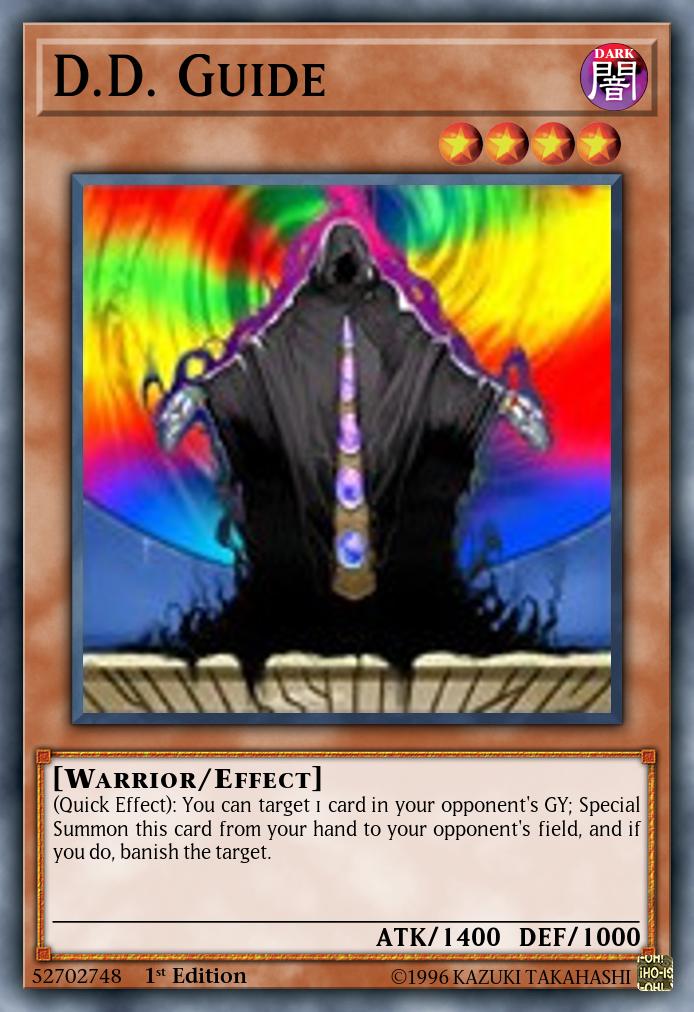 D.D. Guide
DARK
闇
[Warrior/Effect]
(Quick Effect): You can target 1 card in your opponent's GY; Special
Summon this card from your hand to your opponent's field, and if
you do, banish the target.
ATK/1400 DEF/1000
52702748 1st Edition ©1996 KAZUKI TAKAHASHI